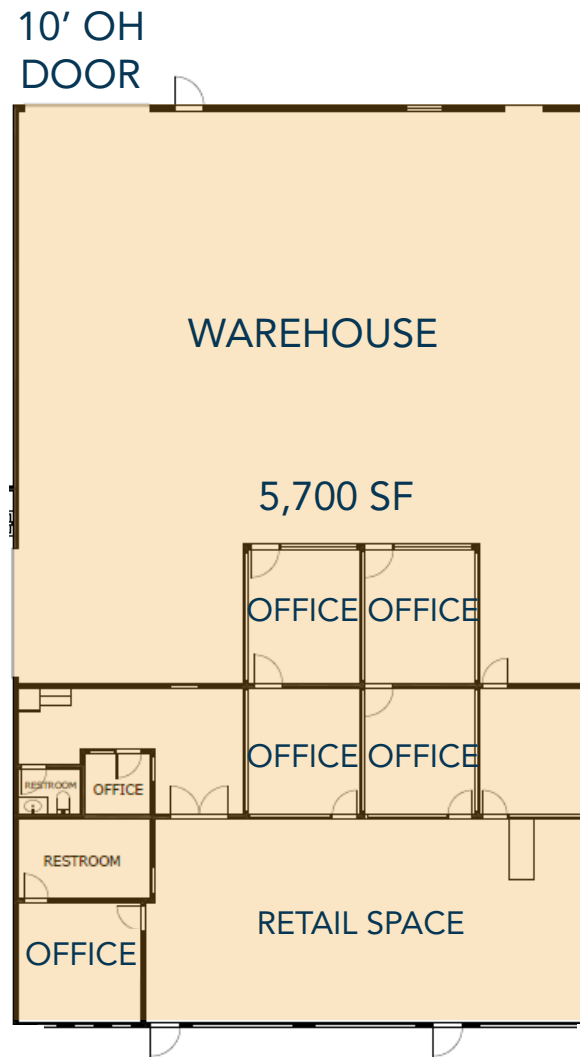 10’ OH
DOOR
WAREHOUSE
5,700 SF
OFFICE OFFICE
OFFICE OFFICE
RESTROOM
OFFICE
RESTROOM
RETAIL SPACE
OFFICE